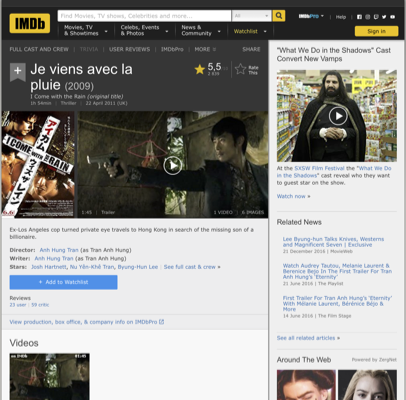 IMDb
Find Movies, TV shows, Celebrities and more...
All
IMDbPro
Help
Movies, TV
& Showtimes
Celebs, Events
& Photos
News &
Community
Watchlist
Sign in
FULL CAST AND CREW | TRIVIA | USER REVIEWS | IMDbPro | MORE
SHARE
Je viens avec la
pluie (2009)
I Come with the Rain (original title)
1h 54min | Thriller | 22 April 2011 (UK)
5,5
Rate
This
I COME WITH THE RAIN
1:45 | Trailer
1 VIDEO | 6 IMAGES
Ex-Los Angeles cop turned private eye travels to Hong Kong in search of the missing son of a
billionaire.
Director: Anh Hung Tran (as Tran Anh Hung)
Writer: Anh Hung Tran (as Tran Anh Hung)
Stars: Josh Hartnett, Nu Yên-Khê Tran, Byung-Hun Lee | See full cast & crew »
+ Add to Watchlist
Reviews
23 user | 59 critic
View production, box office, & company info on IMDbPro
Videos
"What We Do in the Shadows" Cast
Convert New Vamps
At the SXSW Film Festival the "What We Do
in the Shadows" cast reveal who they want
to guest star on the show.
Watch now »
Related News
Lee Byung-hun Talks Knives, Westerns
and Magnificent Seven | Exclusive
21 December 2016 | MovieWeb
Watch Audrey Tautou, Mélanie Laurent &
Berenice Bejo In The First Trailer For Tran
Anh Hung's 'Eternity'
21 June 2016 | The Playlist
First Trailer For Tran Anh Hung's 'Eternity'
With Mélanie Laurent, Bérénice Béjo &
More
14 June 2016 | The Film Stage
See all related articles »
Around The Web
Powered by ZergNet